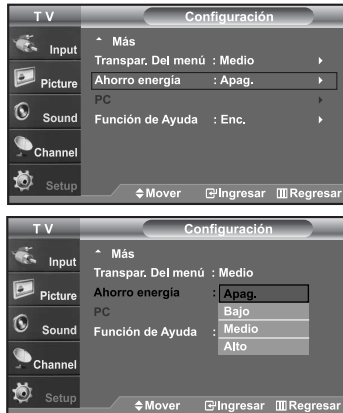 T V Configuración
Más
Input
Transpar. Del menú : Medio
Ahorro energía : Apag.
Picture
PC
Sound
Función de Ayuda : Enc.
Channel
Setup
Mover Ingresar Regresar
T V Configuración
Más
Input
Transpar. Del menú : Medio
Ahorro energía : Apag.
Picture
PC Bajo
Sound
Función de Ayuda : Medio
Alto
Channel
Setup
Mover Ingresar Regresar